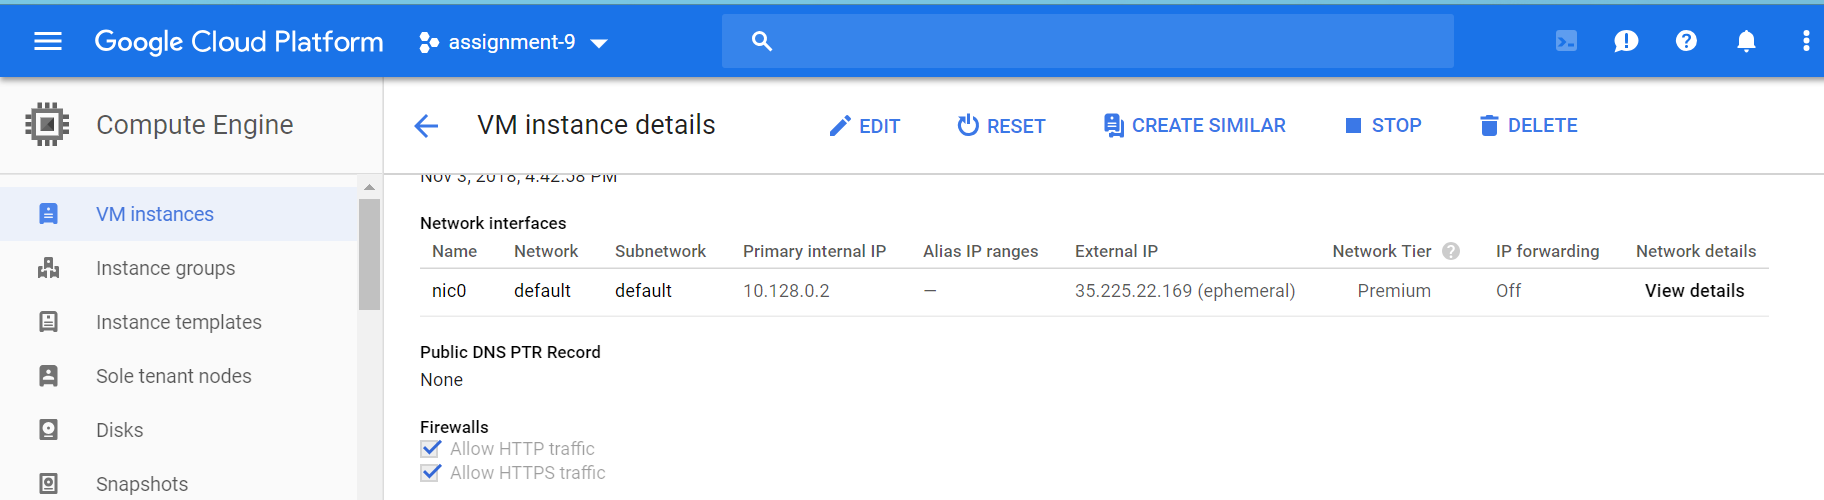 Google Cloud Platform assignment-9
Compute Engine
VM instance details EDIT RESET CREATE SIMILAR STOP DELETE
VM instances
Instance groups
Instance templates
Sole tenant nodes
Disks
Snapshots
Nov 3, 2018, 4:42:58 PM
Network interfaces
Name Network Subnetwork Primary internal IP Alias IP ranges External IP Network Tier ? IP forwarding Network details
nic0 default default 10.128.0.2 — 35.225.22.169 (ephemeral) Premium Off View details
Public DNS PTR Record
None
Firewalls
Allow HTTP traffic
Allow HTTPS traffic